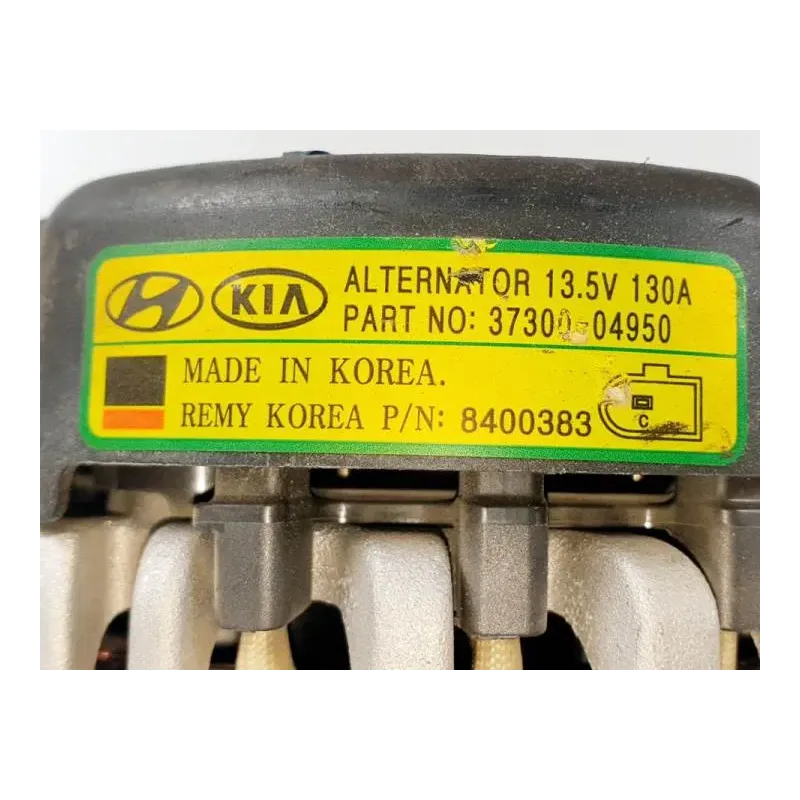 KIA
ALTERNATOR 13.5V 130A
PART NO: 37300-04950
MADE IN KOREA.
REMY KOREA P/N: 8400383
C